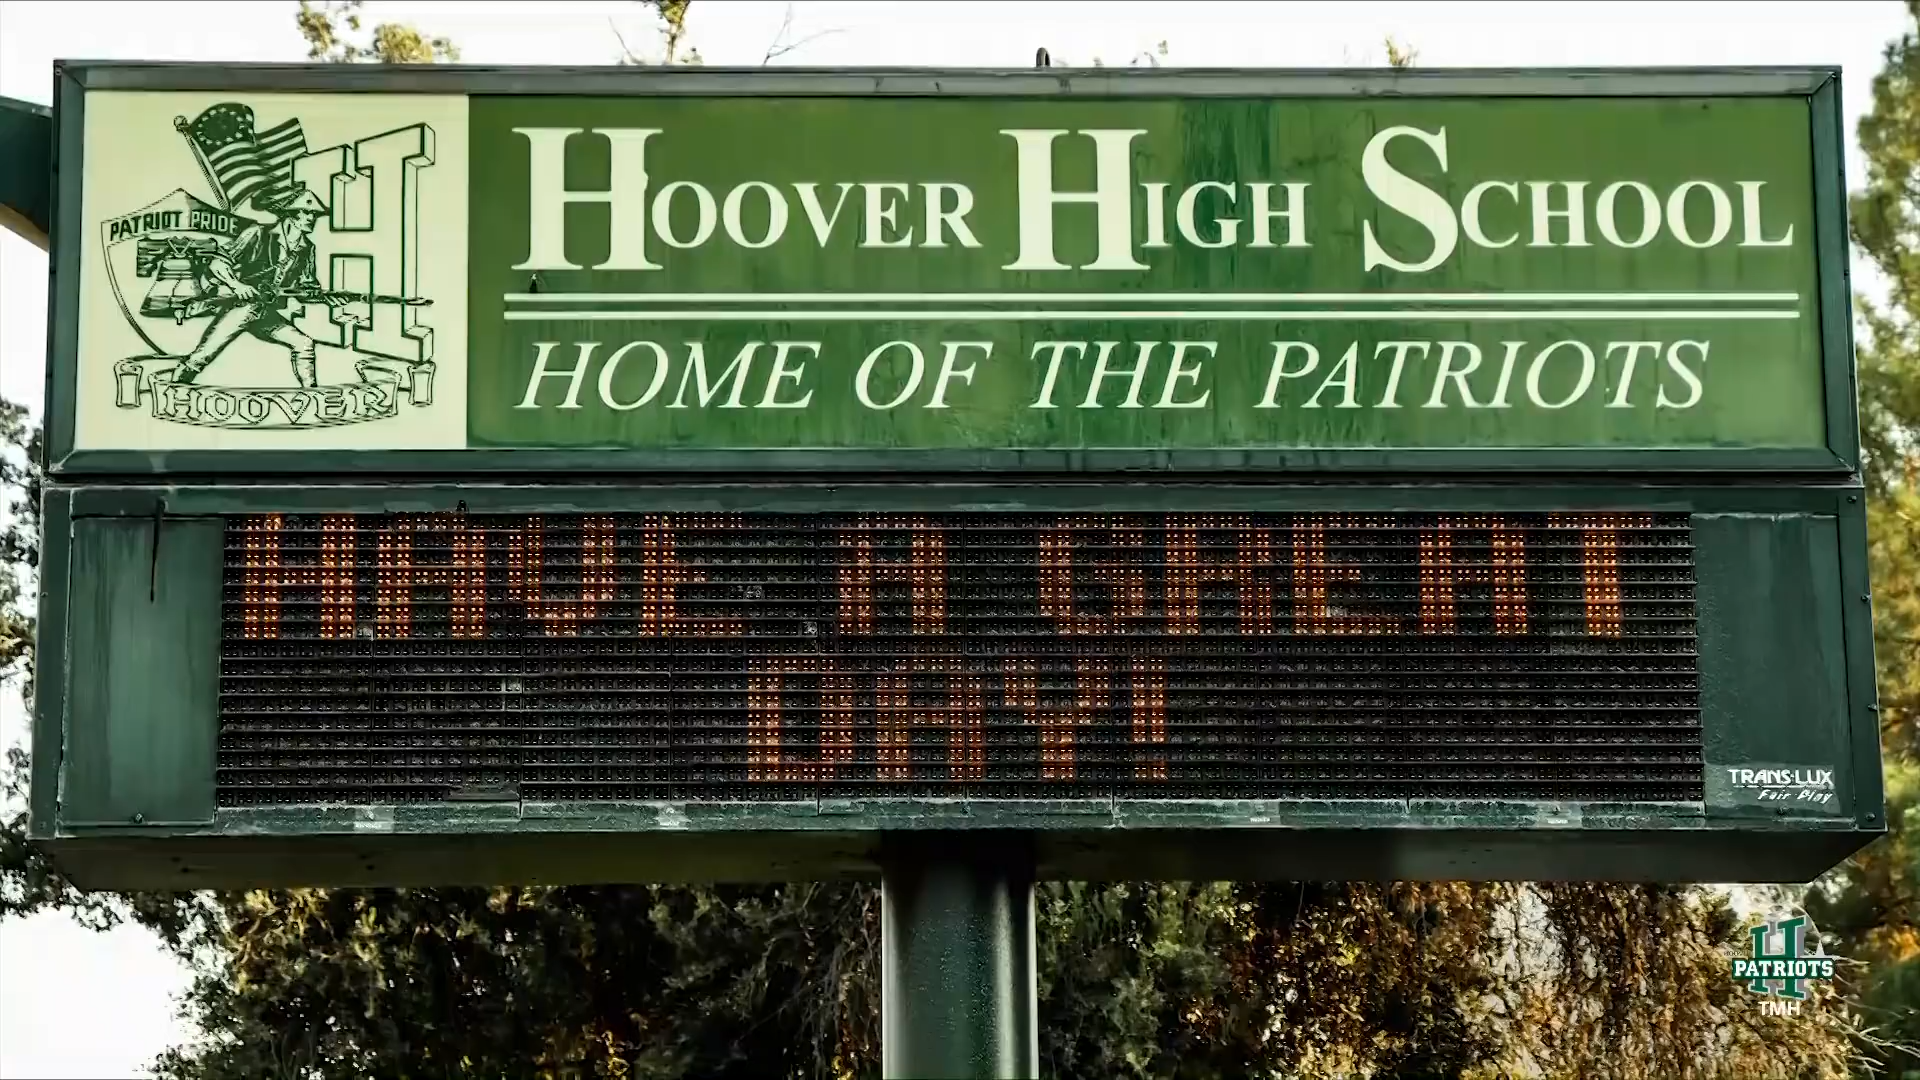 PATRIOT PRIDE
HOOVER
HOOVER HIGH SCHOOL
HOME OF THE PATRIOTS
HAVE A GREAT
DAY!
TRANS-LUX
Fair Play
H
PATRIOTS
TMH